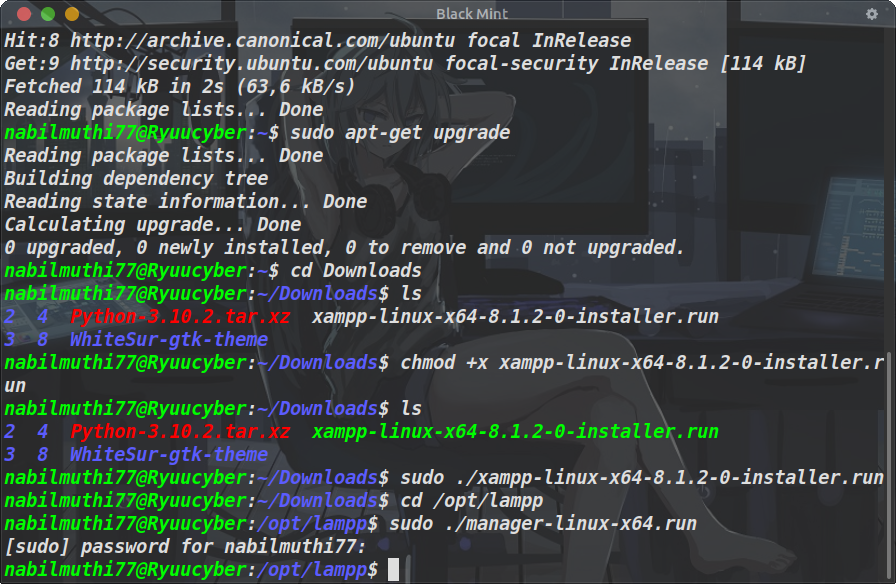 Black Mint
Hit:8 http://archive.canonical.com/ubuntu focal InRelease
Get:9 http://security.ubuntu.com/ubuntu focal-security InRelease [114 kB]
Fetched 114 kB in 2s (63,6 kB/s)
Reading package lists... Done
nabilmuthi77@Ryuucyber:~$ sudo apt-get upgrade
Reading package lists... Done
Building dependency tree
Reading state information... Done
Calculating upgrade... Done
0 upgraded, 0 newly installed, 0 to remove and 0 not upgraded.
nabilmuthi77@Ryuucyber:~$ cd Downloads
nabilmuthi77@Ryuucyber:~/Downloads$ ls
2  4  Python-3.10.2.tar.xz  xampp-linux-x64-8.1.2-0-installer.run
3  8  WhiteSur-gtk-theme
nabilmuthi77@Ryuucyber:~/Downloads$ chmod +x xampp-linux-x64-8.1.2-0-installer.r
un
nabilmuthi77@Ryuucyber:~/Downloads$ ls
2  4  Python-3.10.2.tar.xz  xampp-linux-x64-8.1.2-0-installer.run
3  8  WhiteSur-gtk-theme
nabilmuthi77@Ryuucyber:~/Downloads$ sudo ./xampp-linux-x64-8.1.2-0-installer.run
nabilmuthi77@Ryuucyber:~/Downloads$ cd /opt/lampp
nabilmuthi77@Ryuucyber:/opt/lampp$ sudo ./manager-linux-x64.run
[sudo] password for nabilmuthi77:
nabilmuthi77@Ryuucyber:/opt/lampp$